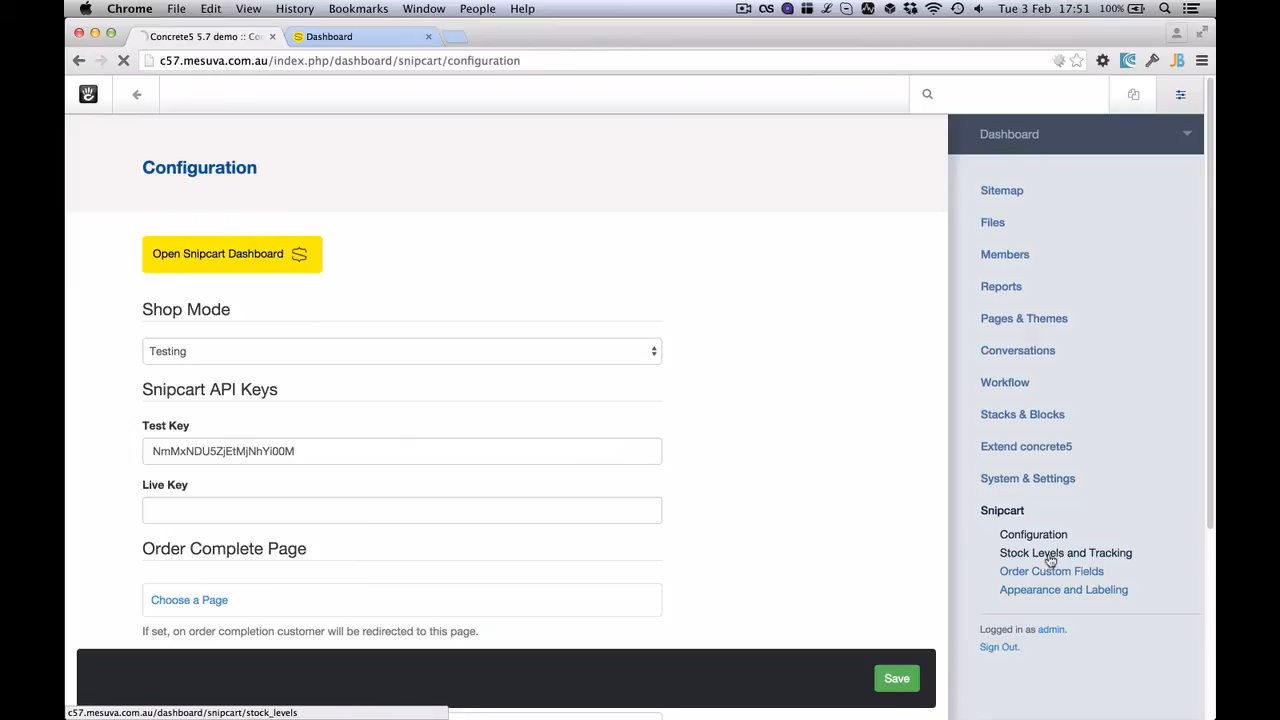 Chrome File Edit View History Bookmarks Window People Help
Tue 3 Feb 17:51 100%
Concrete5 5.7 demo :: Co
Dashboard
c57.mesuva.com.au/index.php/dashboard/snipcart/configuration
Configuration
Open Snipcart Dashboard
Shop Mode
Testing
Snipcart API Keys
Test Key
NmMxNDU5ZjEtMjNhYi00M
Live Key
Order Complete Page
Choose a Page
If set, on order completion customer will be redirected to this page.
Save
Dashboard
Sitemap
Files
Members
Reports
Pages & Themes
Conversations
Workflow
Stacks & Blocks
Extend concrete5
System & Settings
Snipcart
Configuration
Stock Levels and Tracking
Order Custom Fields
Appearance and Labeling
Logged in as admin.
Sign Out.
c57.mesuva.com.au/dashboard/snipcart/stock_levels